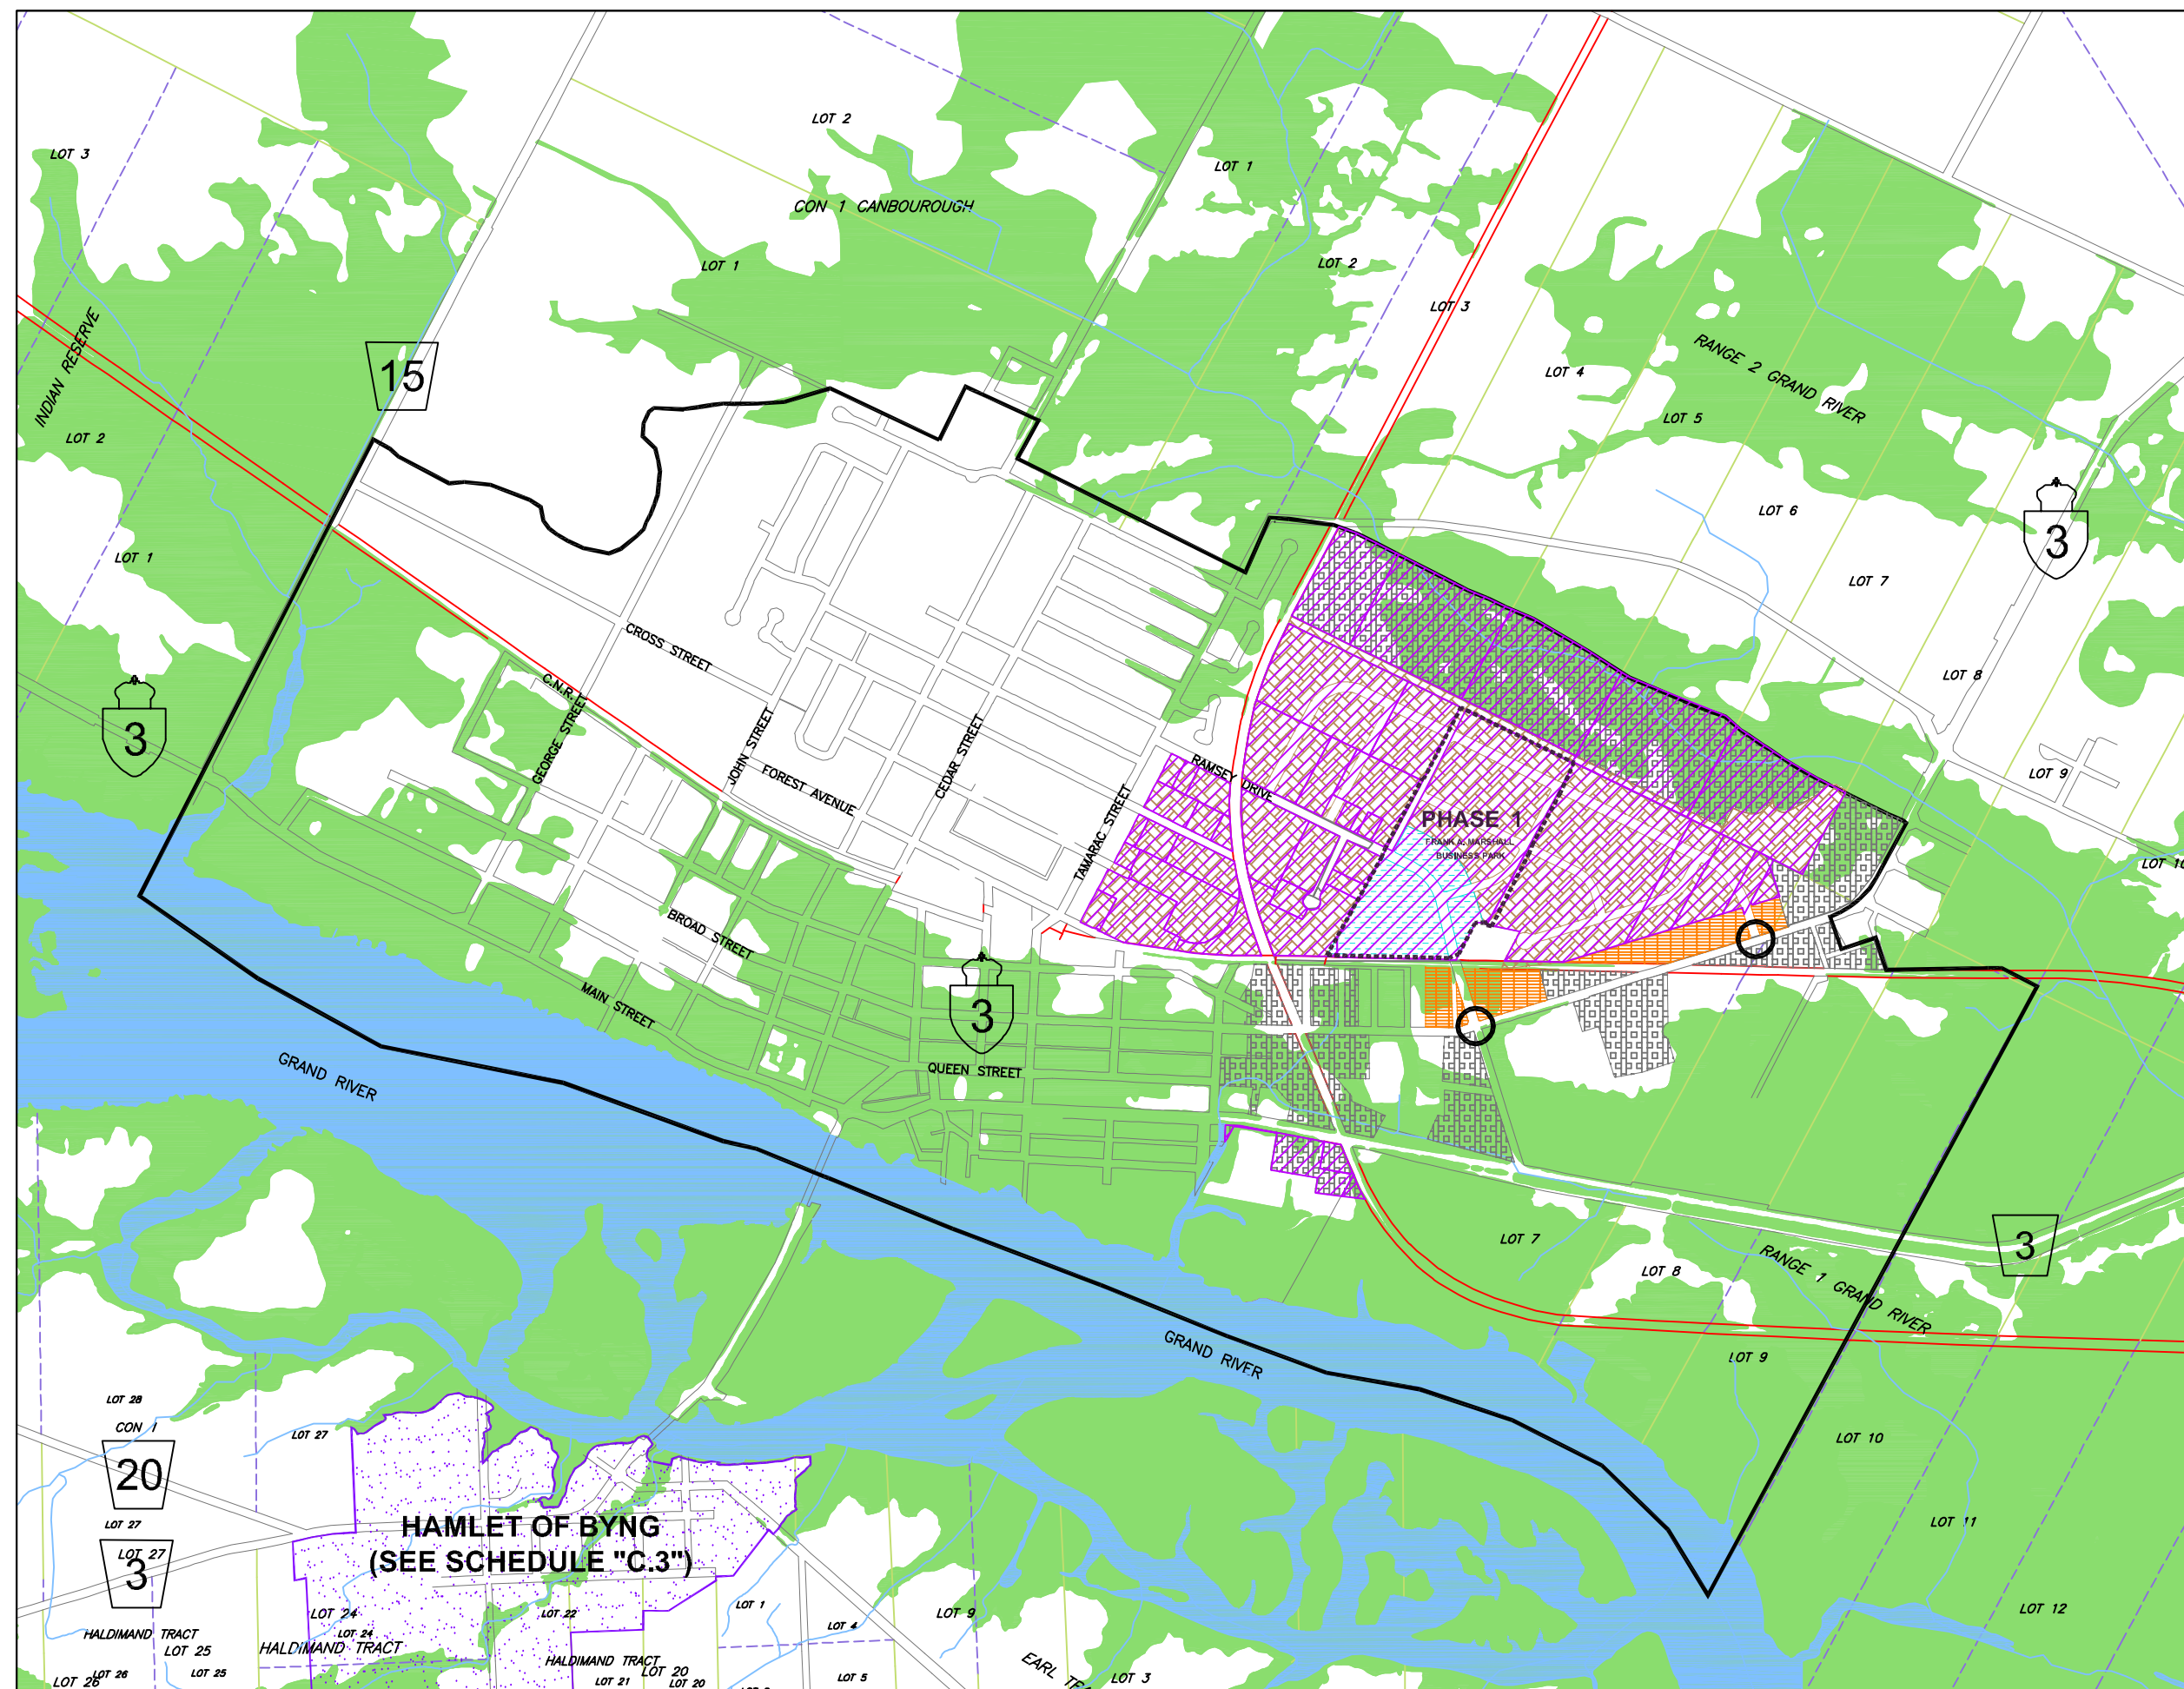 LOT 2
LOT 3
LOT 1
CON 1 CANBOUROUGH
LOT 1
LOT 2
LOT 3
INDIAN RESERVE
15
RANGE 2 GRAND RIVER
LOT 4
LOT 5
LOT 2
LOT 6
3
LOT 1
LOT 7
CROSS STREET
LOT 8
C.N.R.
3
GEORGE STREET
JOHN STREET
CEDAR STREET
FOREST AVENUE
RAMSEY DRIVE
LOT 9
TAMARAC STREET
PHASE 1
FRANK A. MARSHALL
BUSINESS PARK
LOT 10
BROAD STREET
MAIN STREET
3
QUEEN STREET
GRAND RIVER
LOT 7
3
LOT 8
RANGE 1 GRAND RIVER
GRAND RIVER
LOT 9
LOT 28
CON 1
LOT 27
LOT 10
20
LOT 27
HAMLET OF BYNG
(SEE SCHEDULE "C.3")
LOT 11
LOT 27
3
LOT 24
LOT 22
LOT 1
LOT 9
LOT 12
LOT 4
HALDIMAND TRACT
LOT 24
HALDIMAND TRACT
LOT 25
HALDIMAND TRACT
LOT 20
LOT 26
LOT 26
LOT 25
LOT 21
LOT 20
LOT 5
EARL
LOT 3